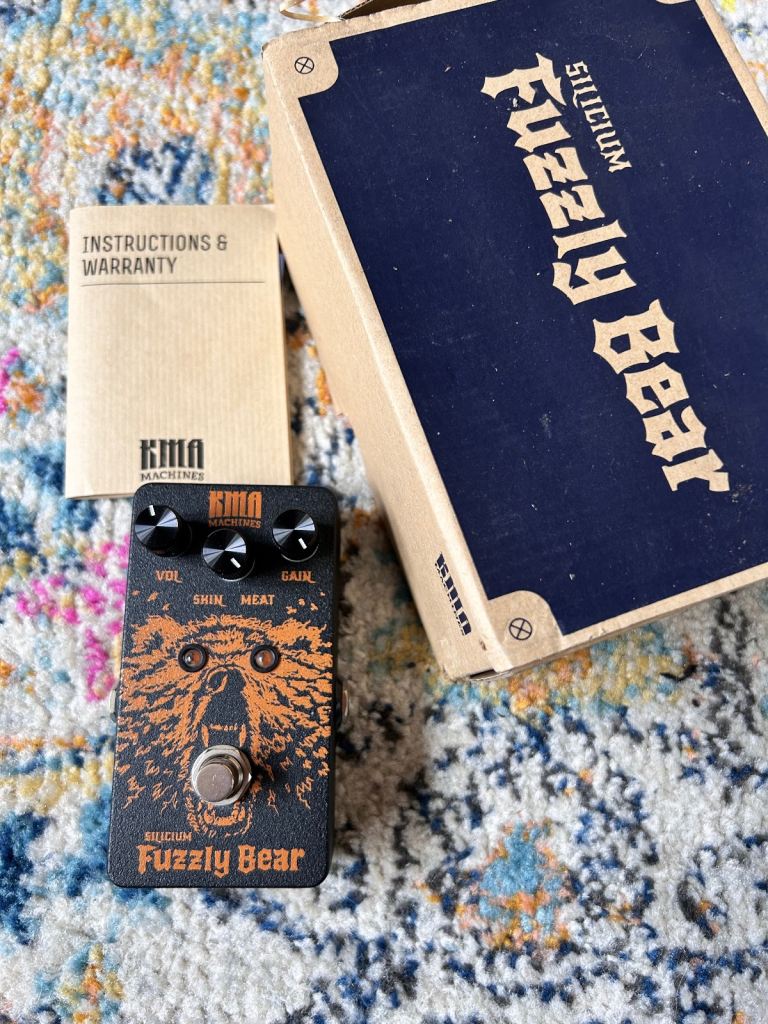 SILICIUM
Fuzzly Bear
KMA
INSTRUCTIONS &
WARRANTY
KMA
MACHINES
KMA
MACHINES
VOL
GAIN
SKIN MEAT
SILICIUM
Fuzzly Bear